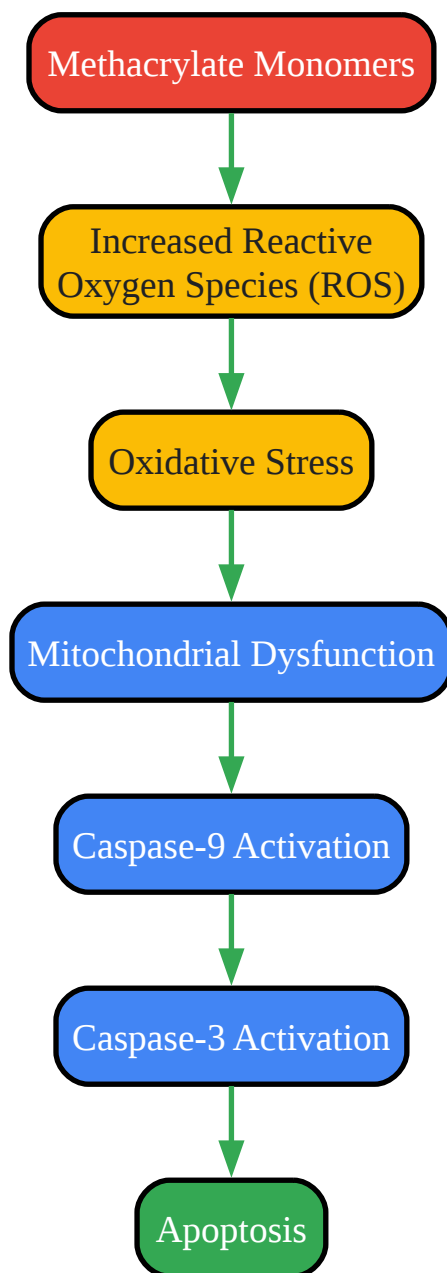 Methacrylate Monomers
Increased Reactive
Oxygen Species (ROS)
Oxidative Stress
Mitochondrial Dysfunction
Caspase-9 Activation
Caspase-3 Activation
Apoptosis